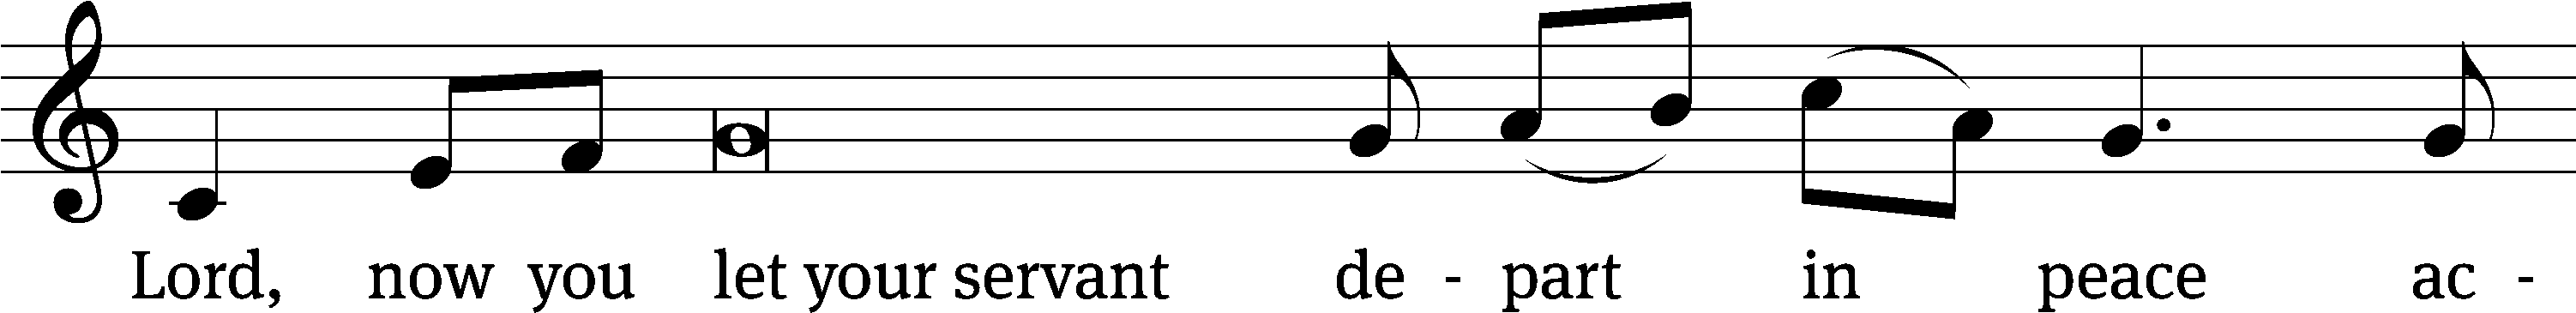 Lord, now you let your servant de - part in peace ac -